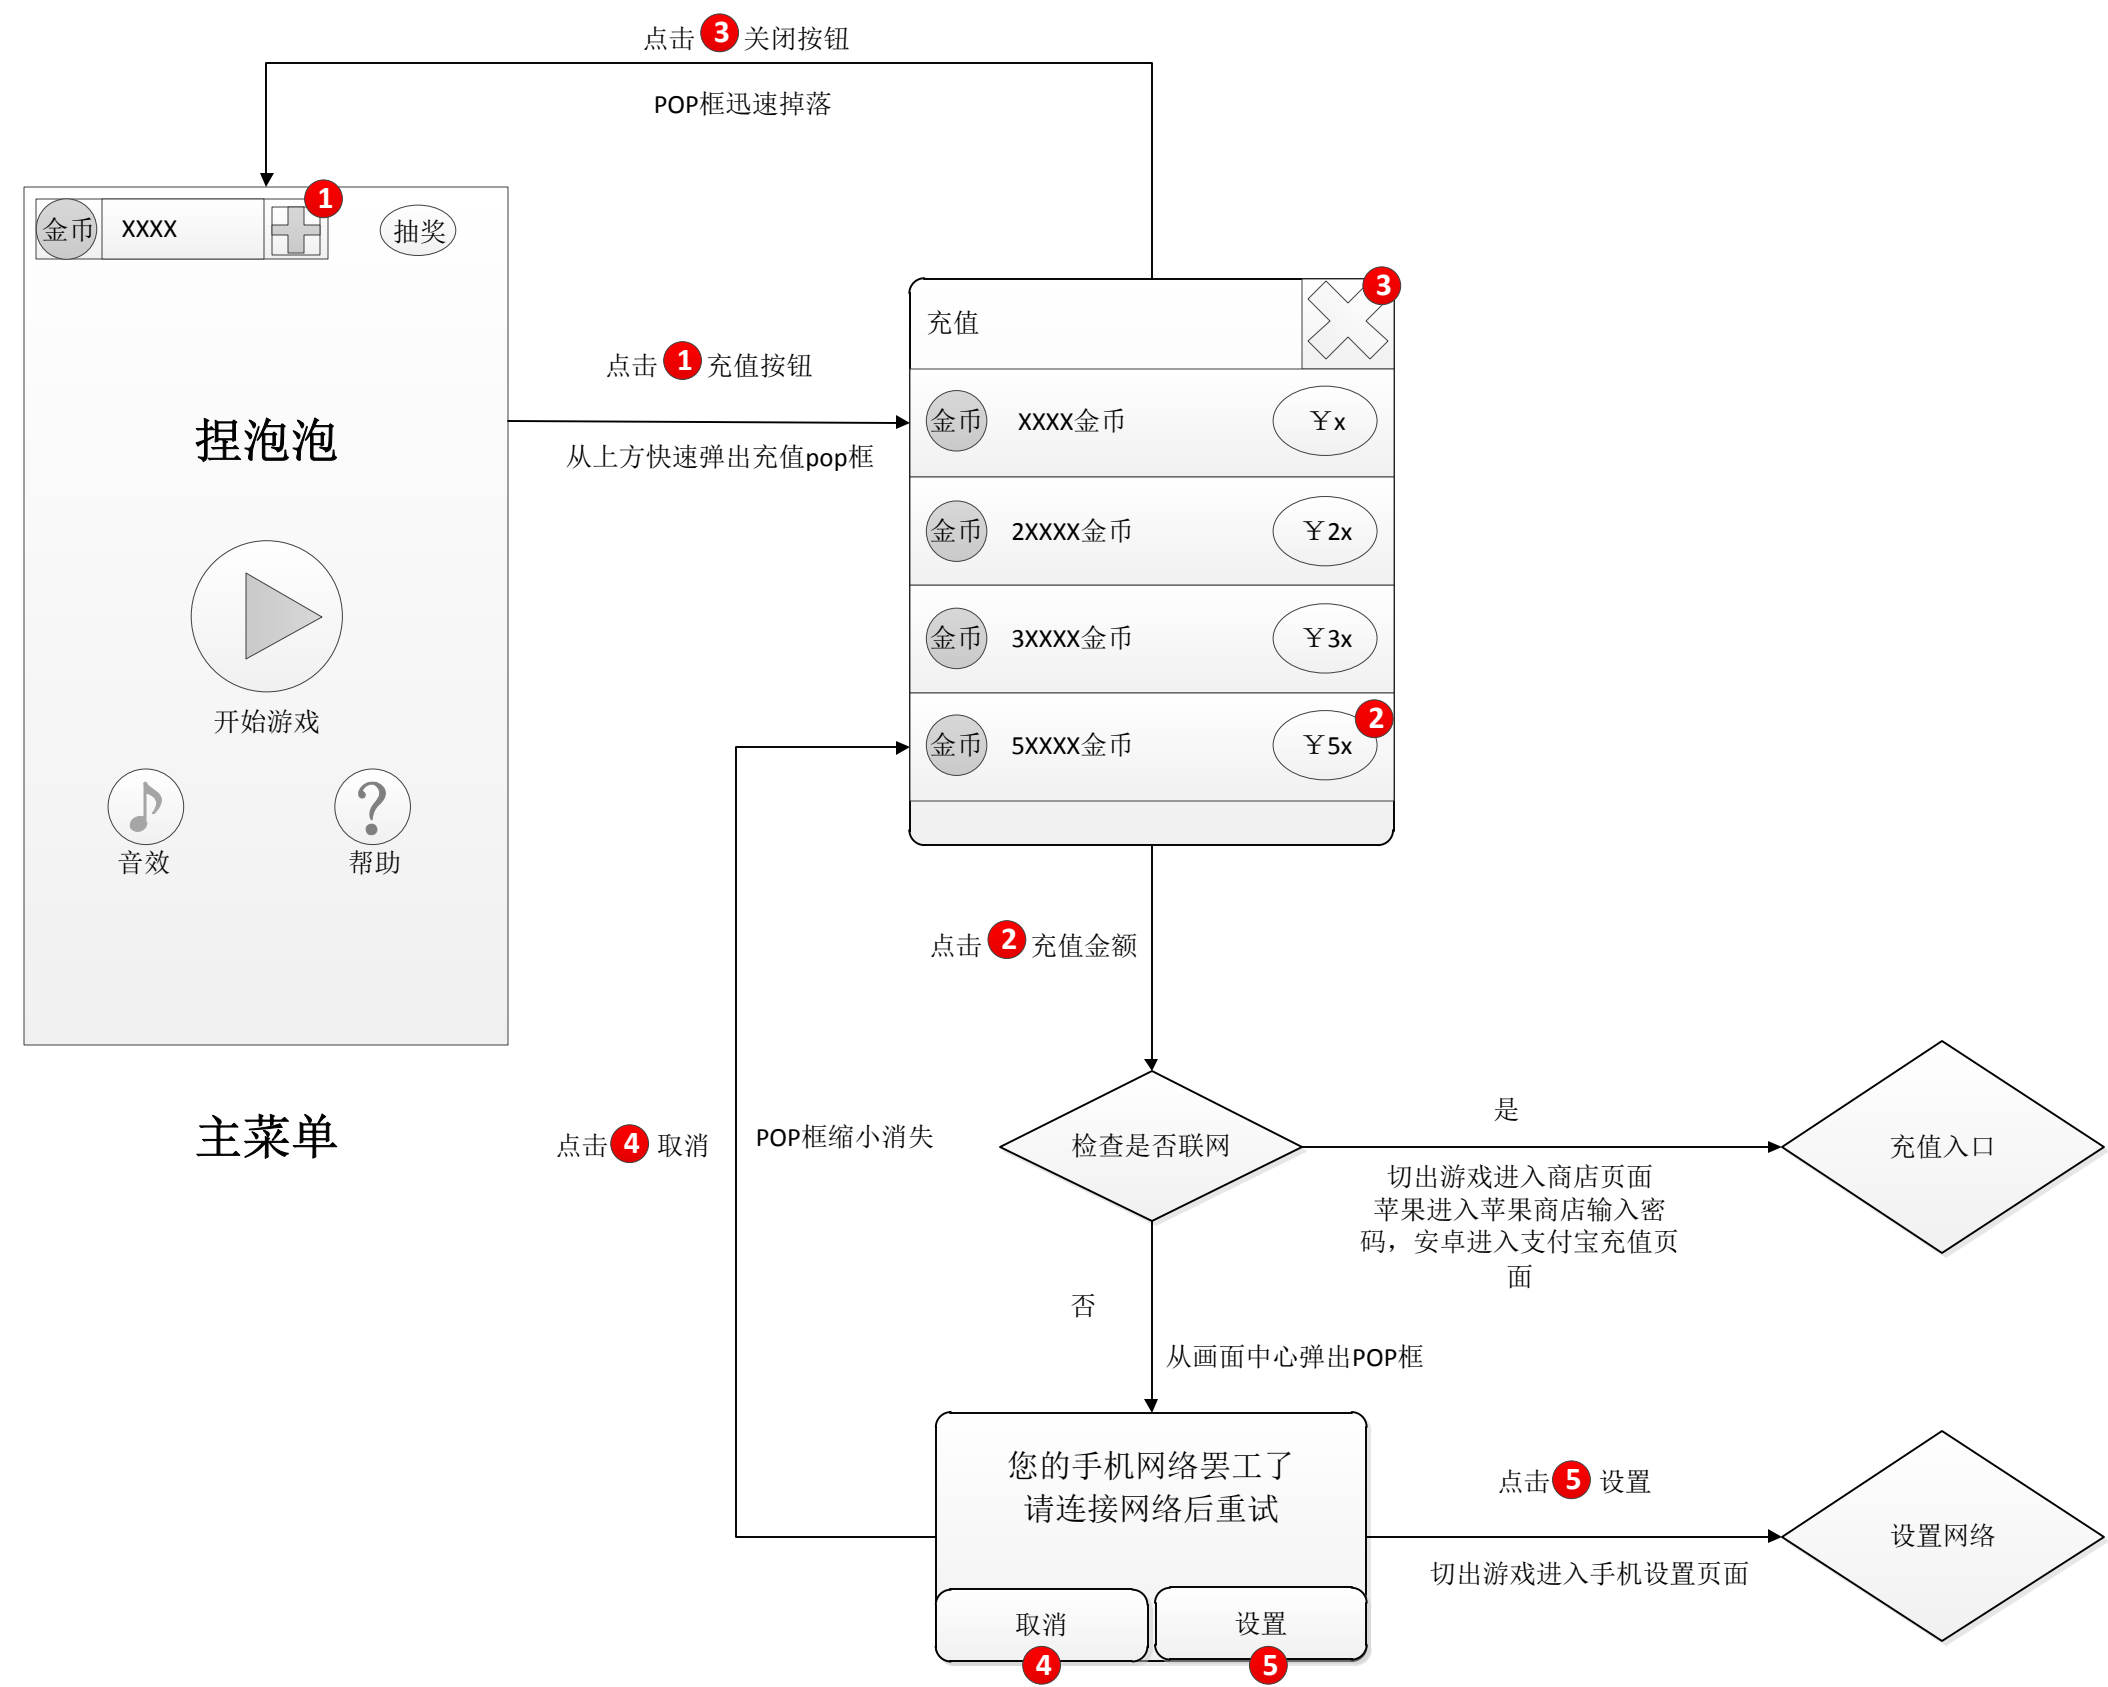 点击 3 关闭按钮
POP框迅速掉落
金币
XXXX
1
抽奖
捏泡泡
开始游戏
音效
帮助
主菜单
点击 1 充值按钮
从上方快速弹出充值pop框
充值
3
金币 XXXX金币 ￥x
金币 2XXXX金币 ￥2x
金币 3XXXX金币 ￥3x
金币 5XXXX金币 ￥5x
2
点击 2 充值金额
点击 4 取消
POP框缩小消失
检查是否联网
是
切出游戏进入商店页面
苹果进入苹果商店输入密
码，安卓进入支付宝充值页
面
充值入口
否
从画面中心弹出POP框
您的手机网络罢工了
请连接网络后重试
取消
4
设置
5
点击 5 设置
切出游戏进入手机设置页面
设置网络